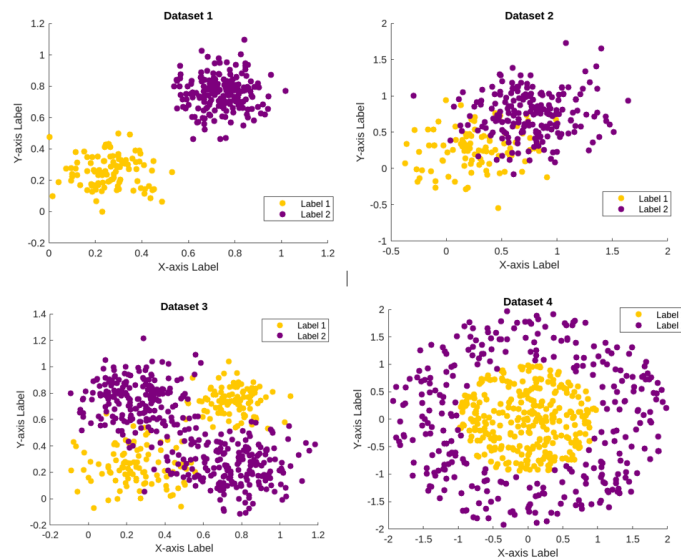 Dataset 1
1.2
1
0.8
0.6
0.4
0.2
0
-0.2
Y-axis Label
0 0.2 0.4 0.6 0.8 1 1.2
X-axis Label
Label 1
Label 2
Dataset 2
2
1.5
1
0.5
0
-0.5
-1
Y-axis Label
-0.5 0 0.5 1 1.5 2
X-axis Label
Label 1
Label 2
Dataset 3
1.4
1.2
1
0.8
0.6
0.4
0.2
0
-0.2
Y-axis Label
-0.2 0 0.2 0.4 0.6 0.8 1 1.2
X-axis Label
Label 1
Label 2
Dataset 4
2
1.5
1
0.5
0
-0.5
-1
-1.5
-2
Y-axis Label
-2 -1.5 -1 -0.5 0 0.5 1 1.5 2
X-axis Label
Label
Label